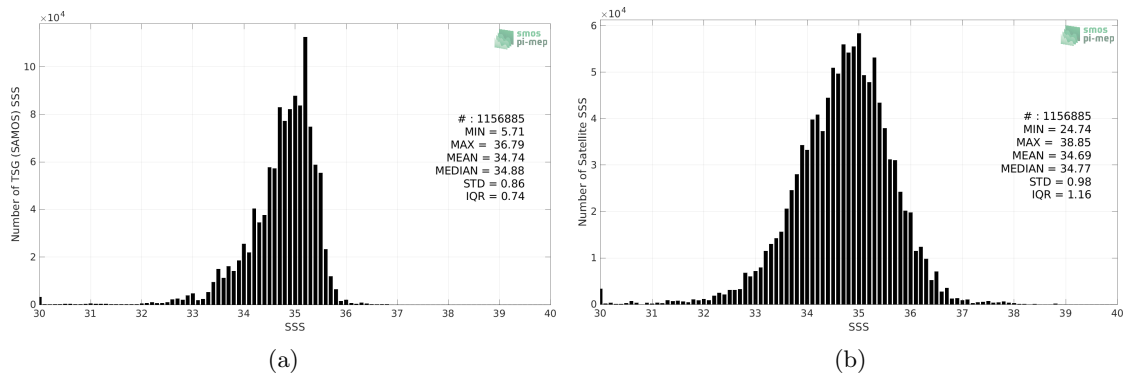 ×10⁴
10
8
6
4
2
0
Number of TSG (SAMOS) SSS
30 31 32 33 34 35 36 37 38 39 40
SSS
smos
pi-mep
# : 1156885
MIN = 5.71
MAX = 36.79
MEAN = 34.74
MEDIAN = 34.88
STD = 0.86
IQR = 0.74
(a)
×10⁴
6
5
4
3
2
1
0
Number of Satellite SSS
30 31 32 33 34 35 36 37 38 39 40
SSS
smos
pi-mep
# : 1156885
MIN = 24.74
MAX = 38.85
MEAN = 34.69
MEDIAN = 34.77
STD = 0.98
IQR = 1.16
(b)